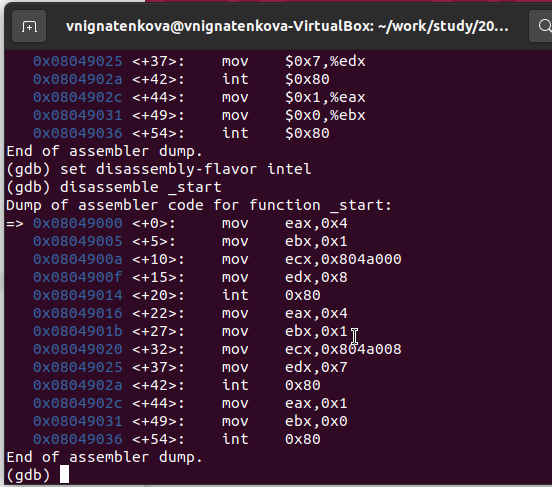 vnignatenkova@vnignatenkova-VirtualBox: ~/work/study/20...
0x08049025 <+37>: mov $0x7,%edx
0x0804902a <+42>: int $0x80
0x0804902c <+44>: mov $0x1,%eax
0x08049031 <+49>: mov $0x0,%ebx
0x08049036 <+54>: int $0x80
End of assembler dump.
(gdb) set disassembly-flavor intel
(gdb) disassemble _start
Dump of assembler code for function _start:
=> 0x08049000 <+0>: mov eax,0x4
0x08049005 <+5>: mov ebx,0x1
0x0804900a <+10>: mov ecx,0x804a000
0x0804900f <+15>: mov edx,0x8
0x08049014 <+20>: int 0x80
0x08049016 <+22>: mov eax,0x4
0x0804901b <+27>: mov ebx,0x1
0x08049020 <+32>: mov ecx,0x804a008
0x08049025 <+37>: mov edx,0x7
0x0804902a <+42>: int 0x80
0x0804902c <+44>: mov eax,0x1
0x08049031 <+49>: mov ebx,0x0
0x08049036 <+54>: int 0x80
End of assembler dump.
(gdb)